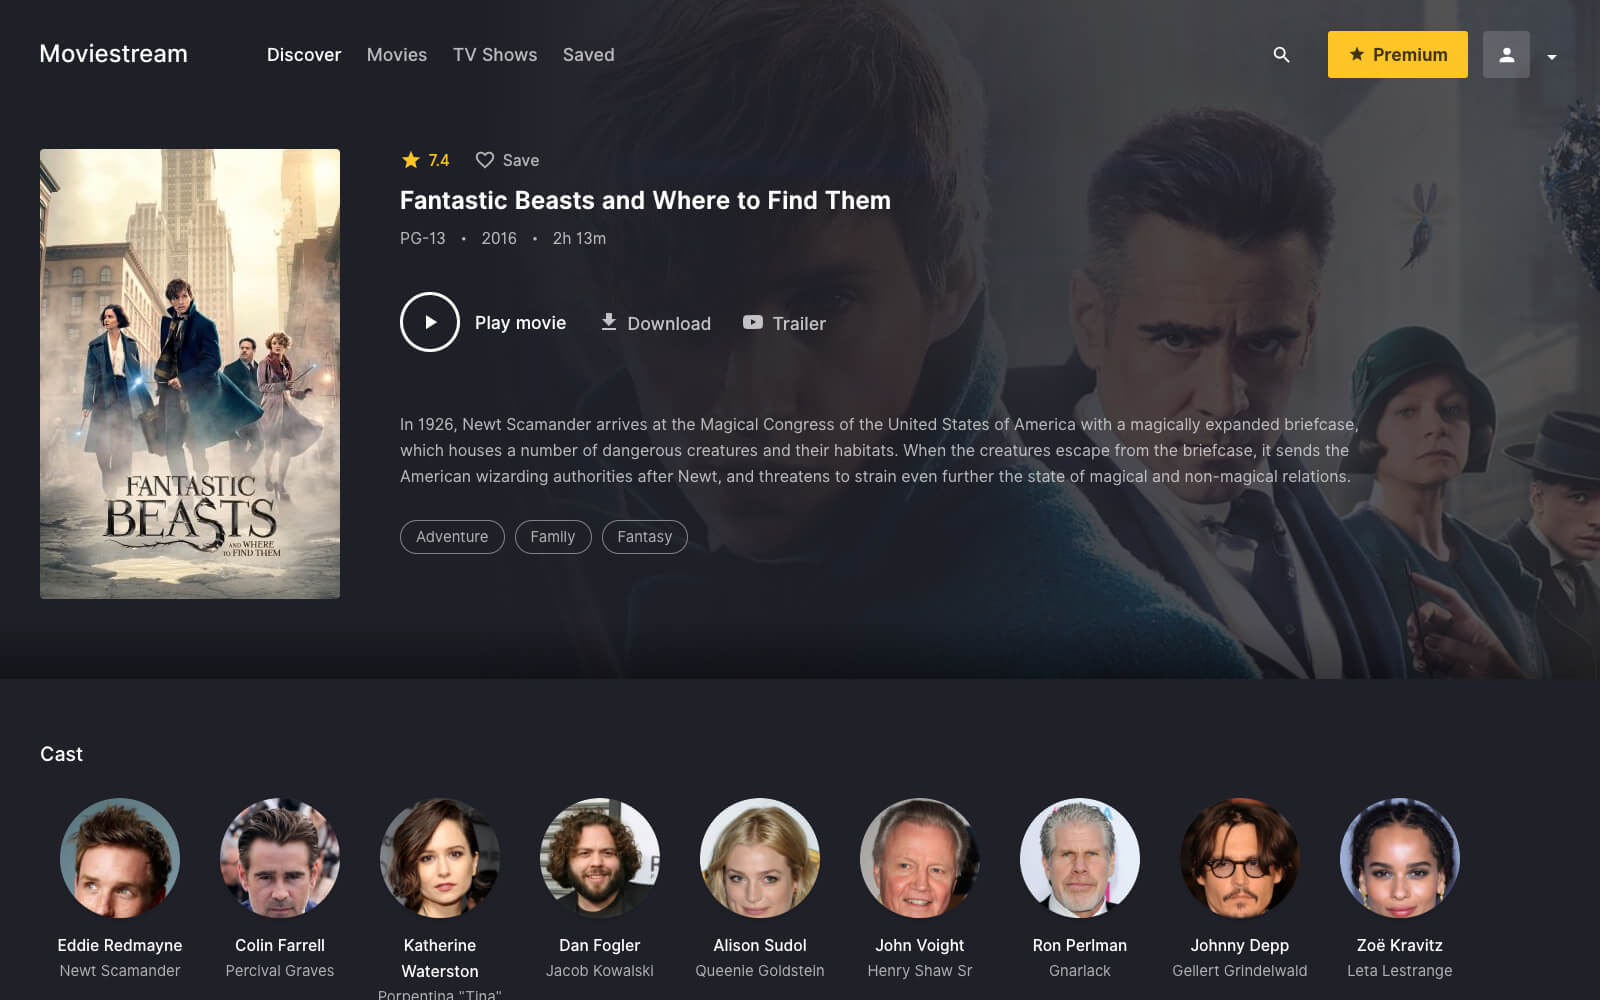 Moviestream
Discover
Movies
TV Shows
Saved
Premium
7.4
Save
Fantastic Beasts and Where to Find Them
PG-13 • 2016 • 2h 13m
Play movie
Download
Trailer
In 1926, Newt Scamander arrives at the Magical Congress of the United States of America with a magically expanded briefcase,
which houses a number of dangerous creatures and their habitats. When the creatures escape from the briefcase, it sends the
American wizarding authorities after Newt, and threatens to strain even further the state of magical and non-magical relations.
Adventure
Family
Fantasy
FANTASTIC
BEASTS
AND WHERE
TO FIND THEM
Cast
Eddie Redmayne
Newt Scamander
Colin Farrell
Percival Graves
Katherine
Waterston
Porpentina "Tina"
Dan Fogler
Jacob Kowalski
Alison Sudol
Queenie Goldstein
John Voight
Henry Shaw Sr
Ron Perlman
Gnarlack
Johnny Depp
Gellert Grindelwald
Zoë Kravitz
Leta Lestrange